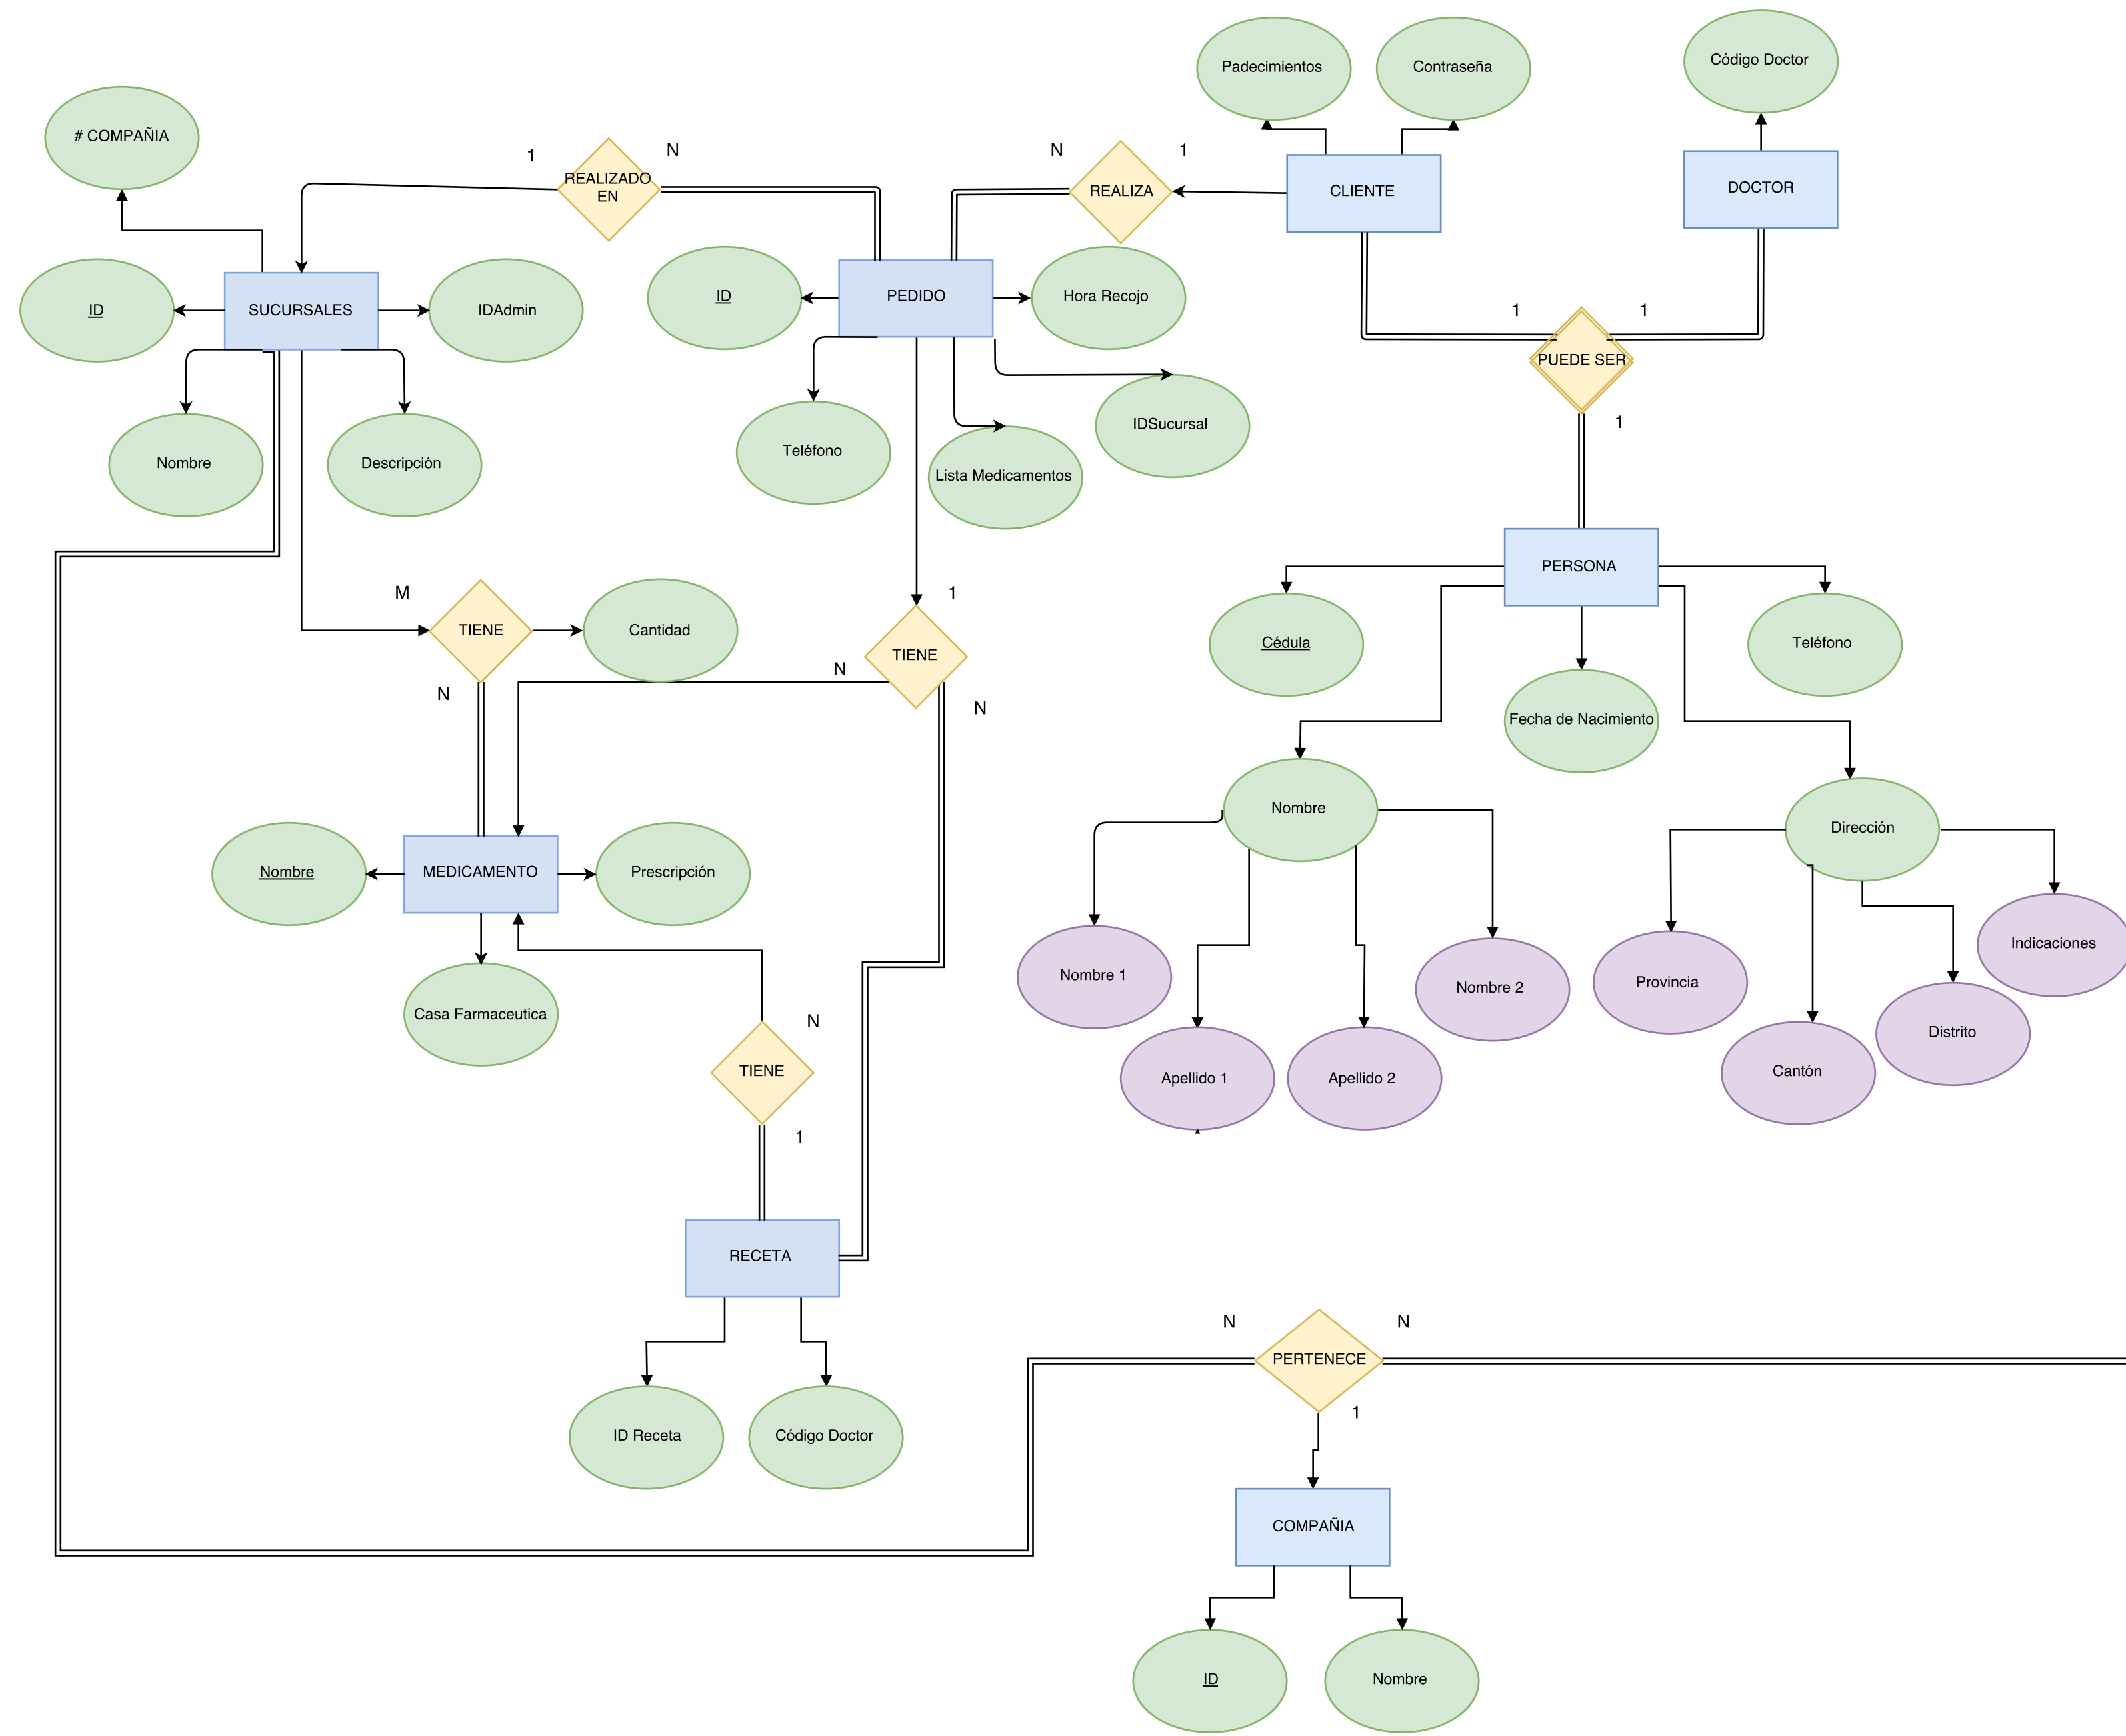 Código Doctor
Padecimientos
Contraseña
# COMPAÑIA
1
N
N
1
REALIZADO
EN
REALIZA
CLIENTE
DOCTOR
ID
SUCURSALES
IDAdmin
ID
PEDIDO
Hora Recojo
1
1
PUEDE SER
1
Nombre
Descripción
Teléfono
Lista Medicamentos
IDSucursal
PERSONA
M
TIENE
Cantidad
1
TIENE
N
N
N
Cédula
Teléfono
Fecha de Nacimiento
Nombre
Dirección
Nombre
MEDICAMENTO
Prescripción
Nombre 1
Nombre 2
Provincia
Indicaciones
Casa Farmaceutica
N
TIENE
1
Apellido 1
Apellido 2
Cantón
Distrito
RECETA
N
N
PERTENECE
1
ID Receta
Código Doctor
COMPAÑIA
ID
Nombre